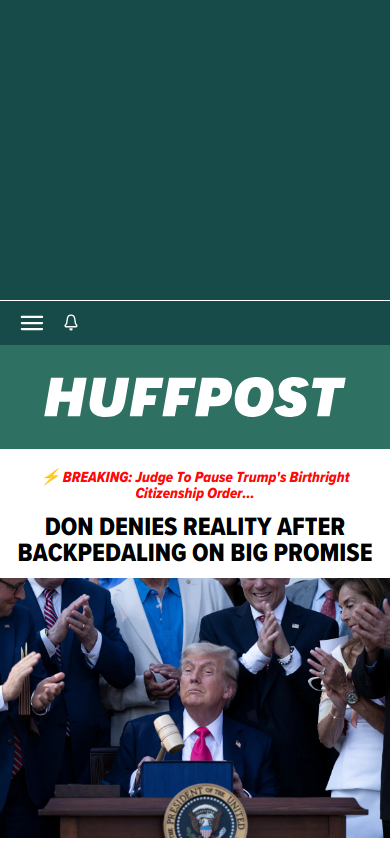 HUFFPOST
⚡ BREAKING: Judge To Pause Trump's Birthright
Citizenship Order...
DON DENIES REALITY AFTER
BACKPEDALING ON BIG PROMISE
PRESIDENT OF THE UNITED